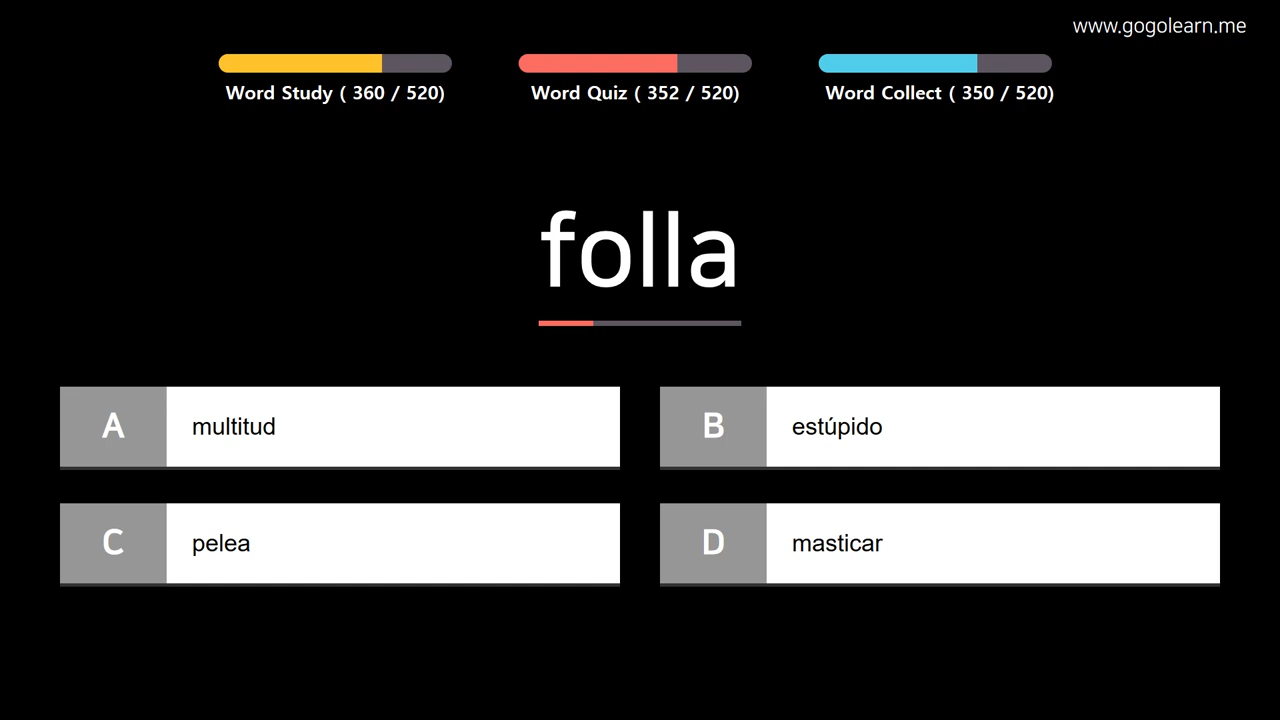 www.gogolearn.me
Word Study ( 360 / 520)
Word Quiz ( 352 / 520)
Word Collect ( 350 / 520)
folla
A multitud
B estúpido
C pelea
D masticar